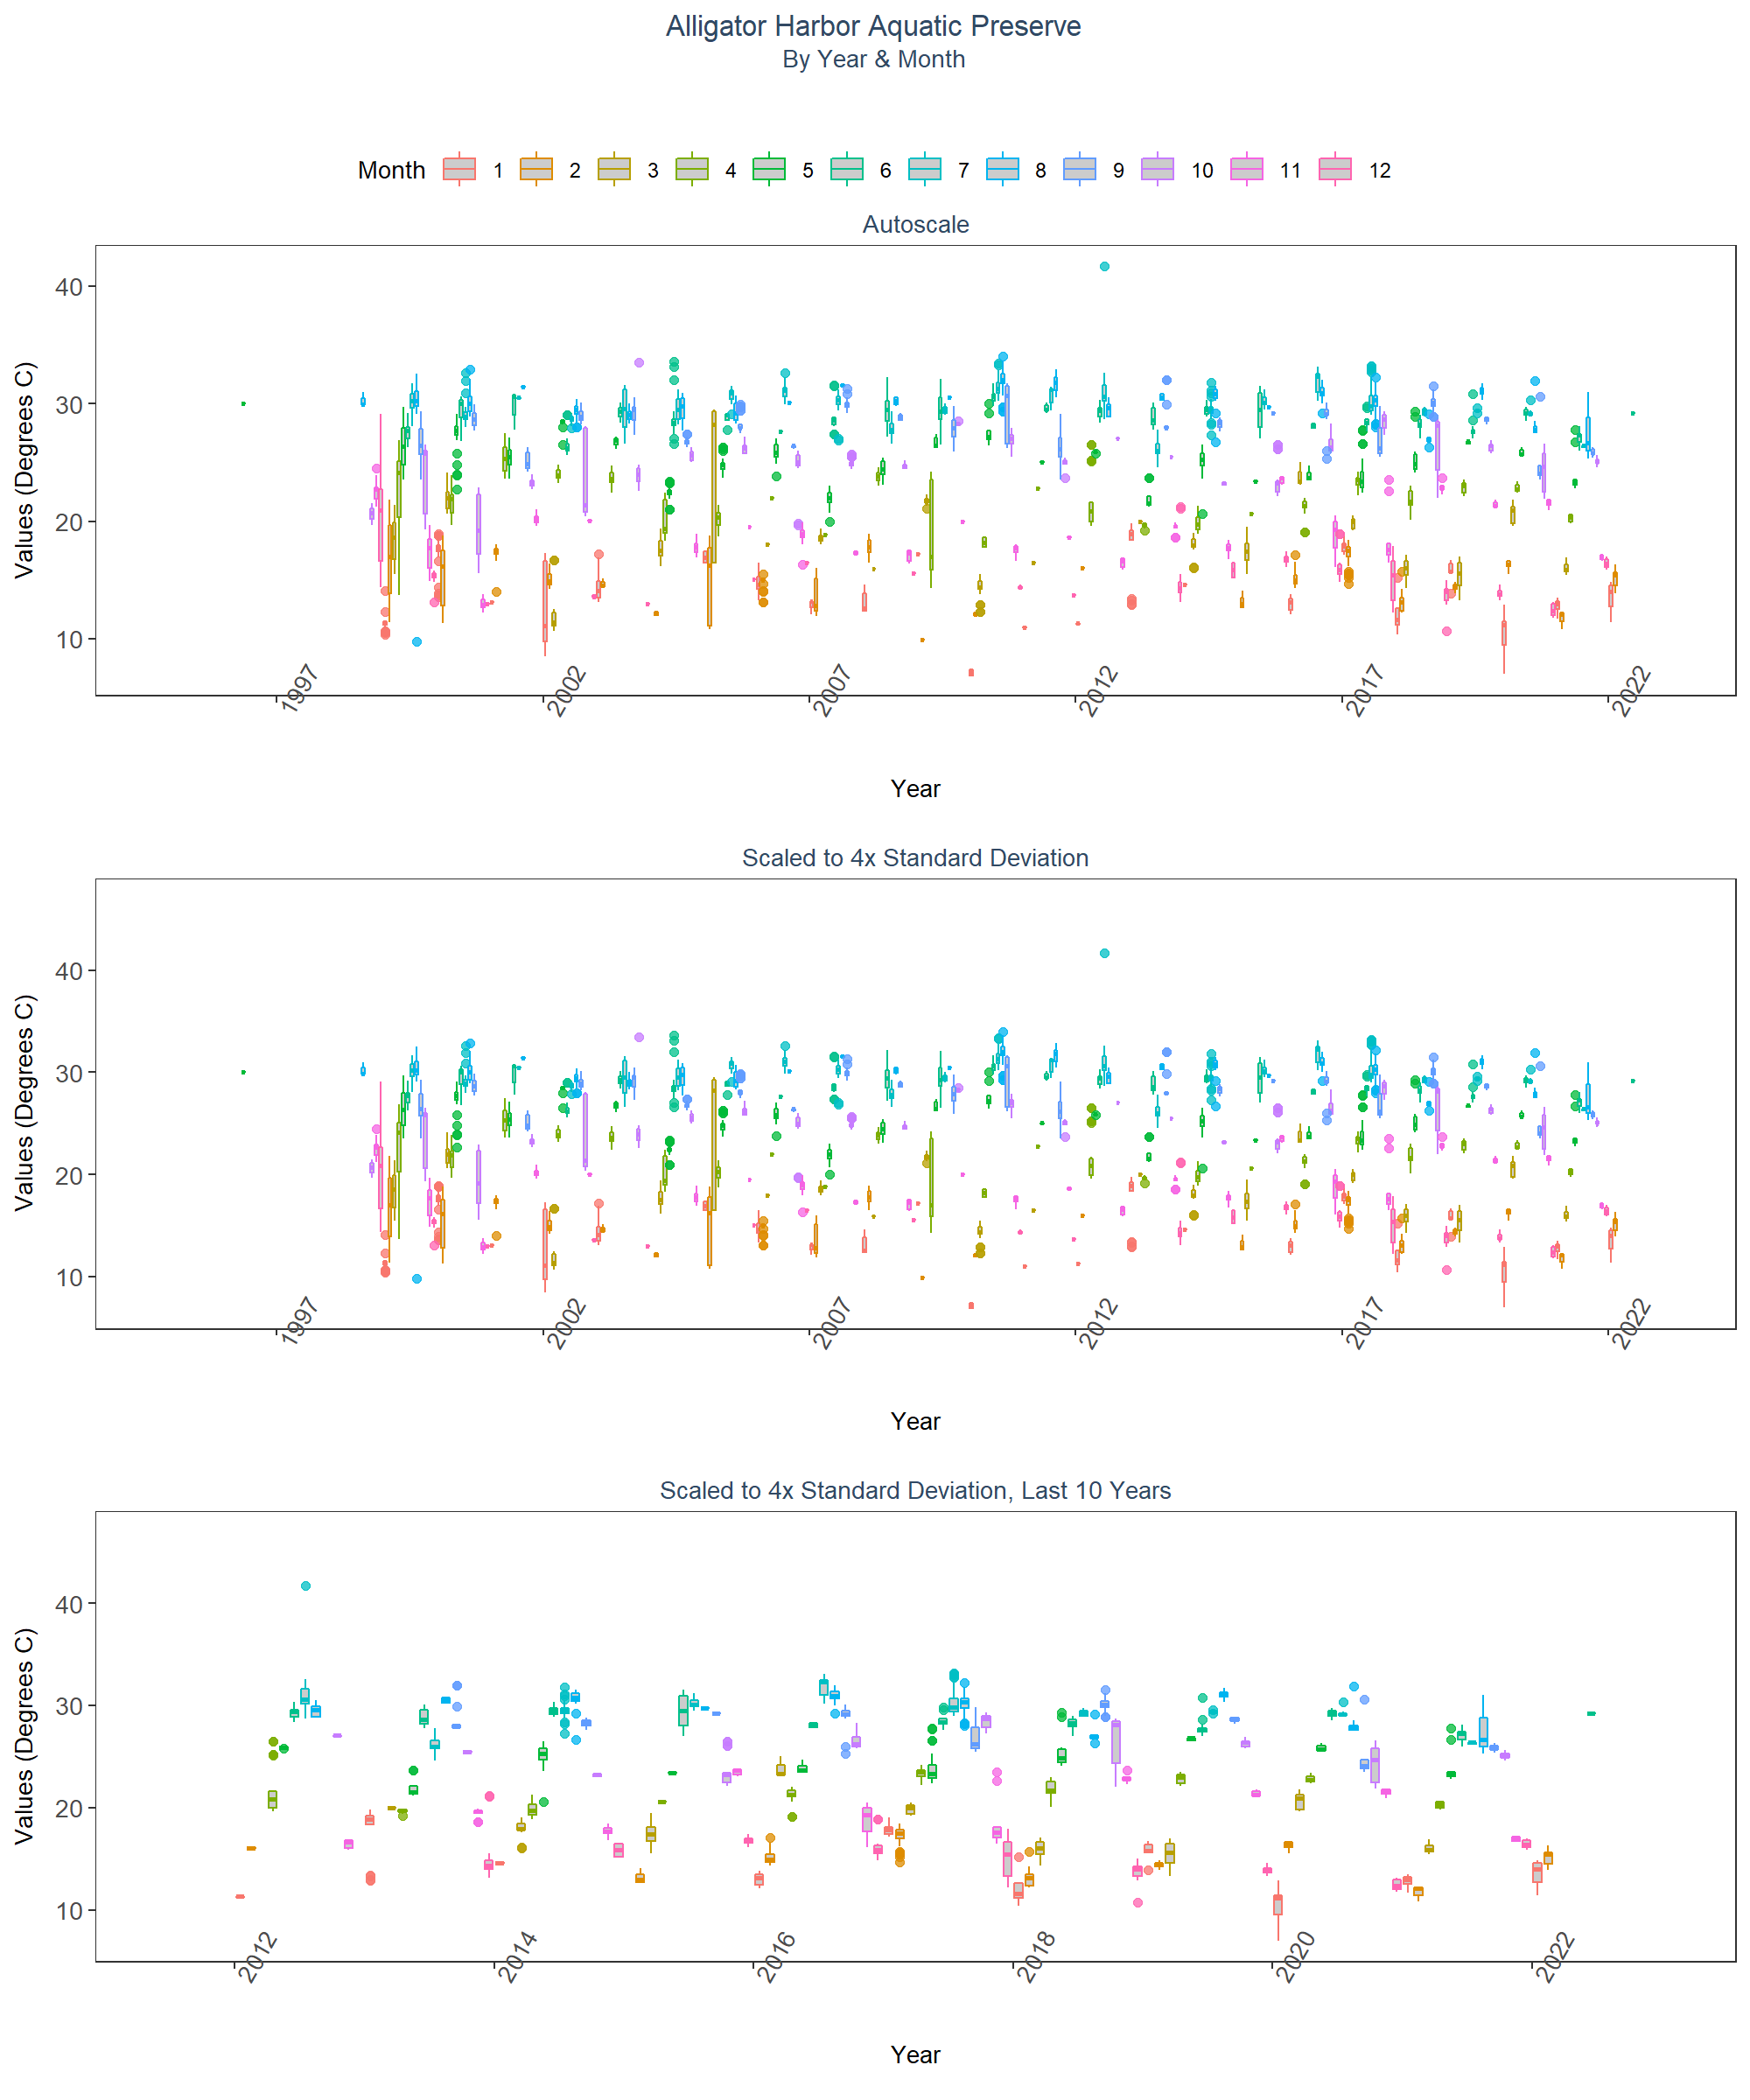 Alligator Harbor Aquatic Preserve
By Year & Month
Month 1 2 3 4 5 6 7 8 9 10 11 12
Autoscale
Values (Degrees C)
40
30
20
10
1997 2002 2007 2012 2017 2022
Year
Scaled to 4x Standard Deviation
Values (Degrees C)
40
30
20
10
1997 2002 2007 2012 2017 2022
Year
Scaled to 4x Standard Deviation, Last 10 Years
Values (Degrees C)
40
30
20
10
2012 2014 2016 2018 2020 2022
Year